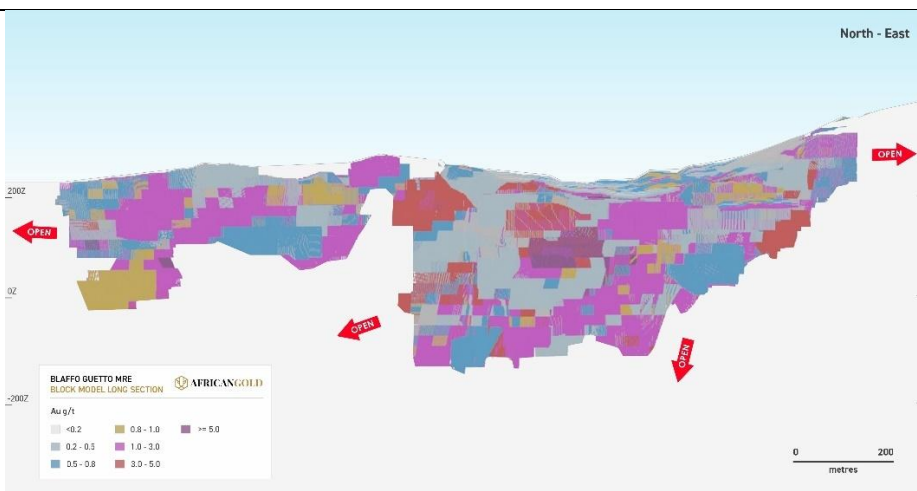 North - East
OPEN
200Z
OPEN
0Z
OPEN
OPEN
-200Z
BLAFFO GUETTO MRE
BLOCK MODEL LONG SECTION
AFRICANGOLD
Au g/t
<0.2
0.8 - 1.0
>= 5.0
0.2 - 0.5
1.0 - 3.0
0.5 - 0.8
3.0 - 5.0
0 200
metres